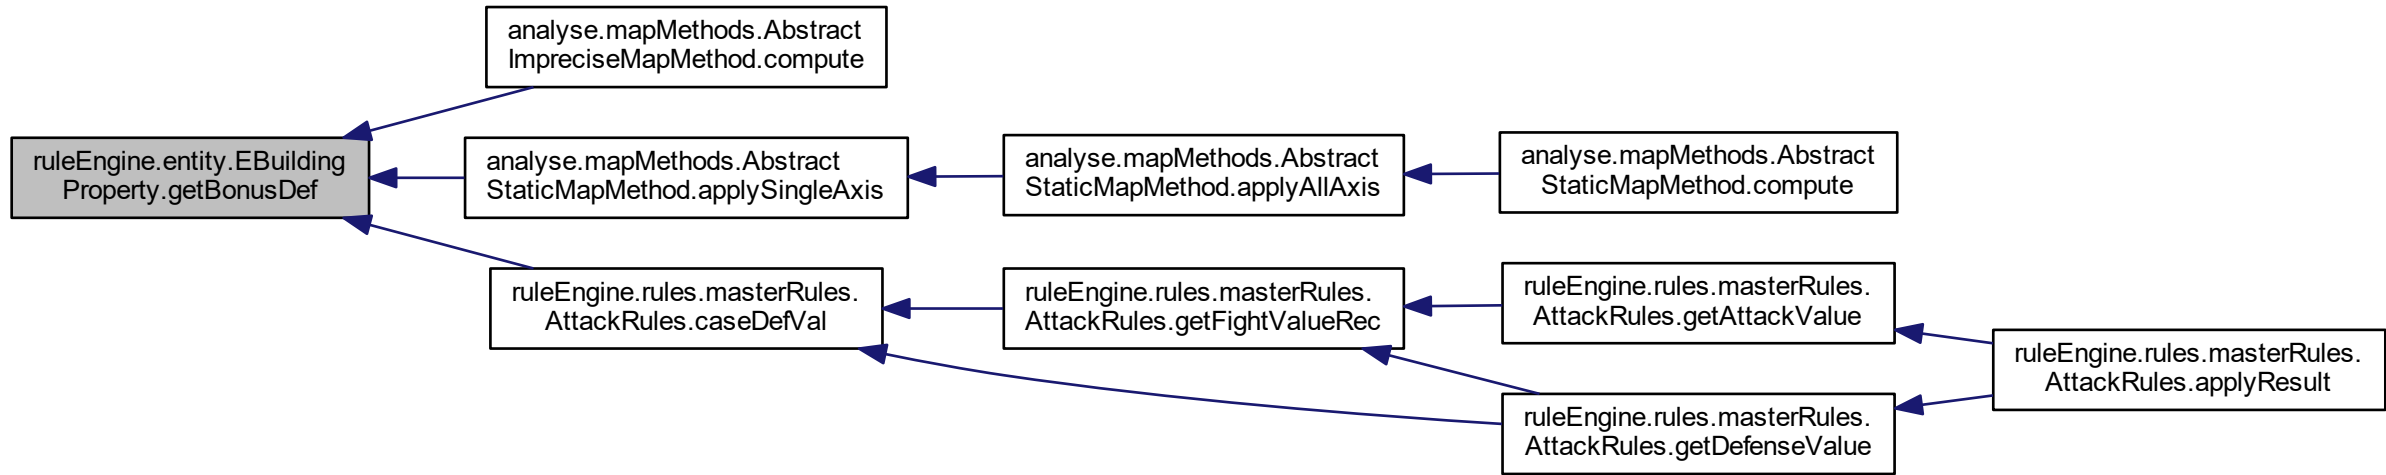 analyse.mapMethods.Abstract
ImpreciseMapMethod.compute
ruleEngine.entity.EBuilding
Property.getBonusDef
analyse.mapMethods.Abstract
StaticMapMethod.applySingleAxis
analyse.mapMethods.Abstract
StaticMapMethod.applyAllAxis
analyse.mapMethods.Abstract
StaticMapMethod.compute
ruleEngine.rules.masterRules.
AttackRules.caseDefVal
ruleEngine.rules.masterRules.
AttackRules.getFightValueRec
ruleEngine.rules.masterRules.
AttackRules.getAttackValue
ruleEngine.rules.masterRules.
AttackRules.applyResult
ruleEngine.rules.masterRules.
AttackRules.getDefenseValue